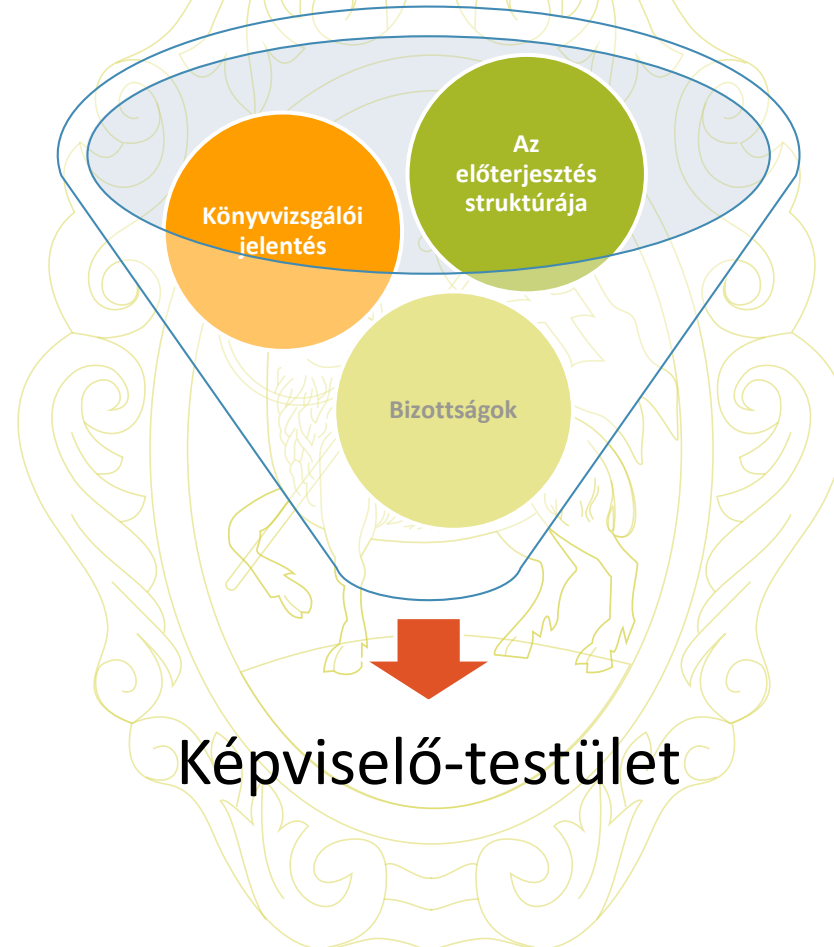 Az
előterjesztés
struktúrája
Könyvvizsgálói
jelentés
Bizottságok
Képviselő-testület